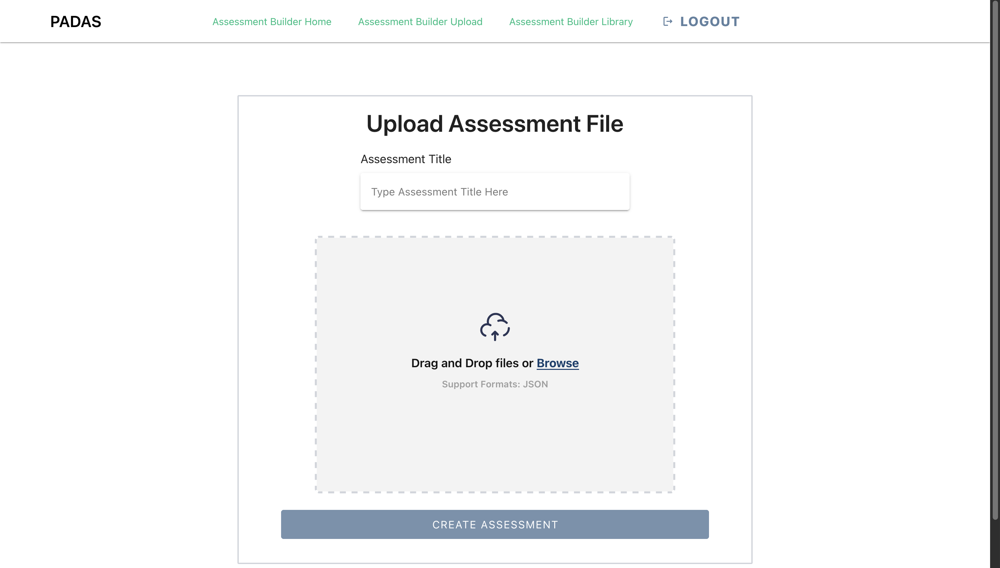 PADAS
Assessment Builder Home
Assessment Builder Upload
Assessment Builder Library
LOGOUT
Upload Assessment File
Assessment Title
Type Assessment Title Here
Drag and Drop files or Browse
Support Formats: JSON
CREATE ASSESSMENT